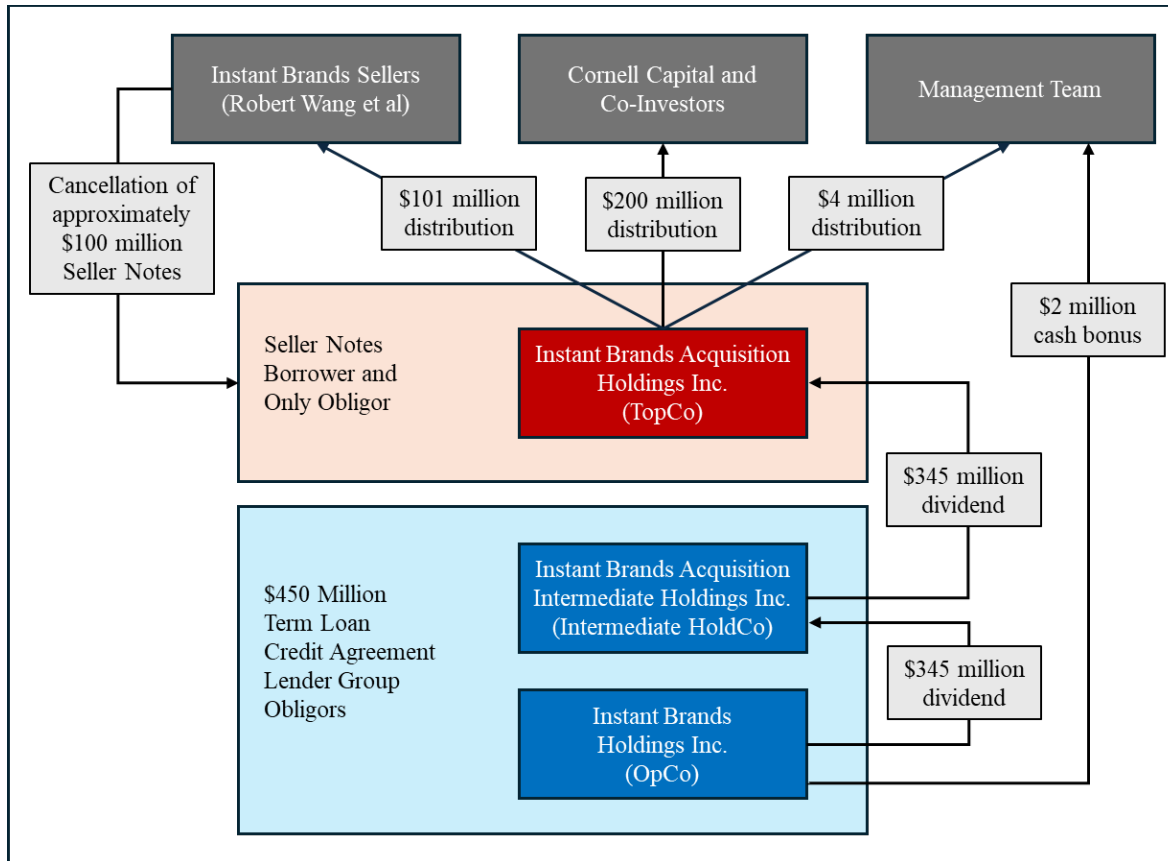 Instant Brands Sellers
(Robert Wang et al)
Cornell Capital and
Co-Investors
Management Team
Cancellation of
approximately
$100 million
Seller Notes
$101 million
distribution
$200 million
distribution
$4 million
distribution
$2 million
cash bonus
Seller Notes
Borrower and
Only Obligor
Instant Brands Acquisition
Holdings Inc.
(TopCo)
$345 million
dividend
$450 Million
Term Loan
Credit Agreement
Lender Group
Obligors
Instant Brands Acquisition
Intermediate Holdings Inc.
(Intermediate HoldCo)
$345 million
dividend
Instant Brands
Holdings Inc.
(OpCo)